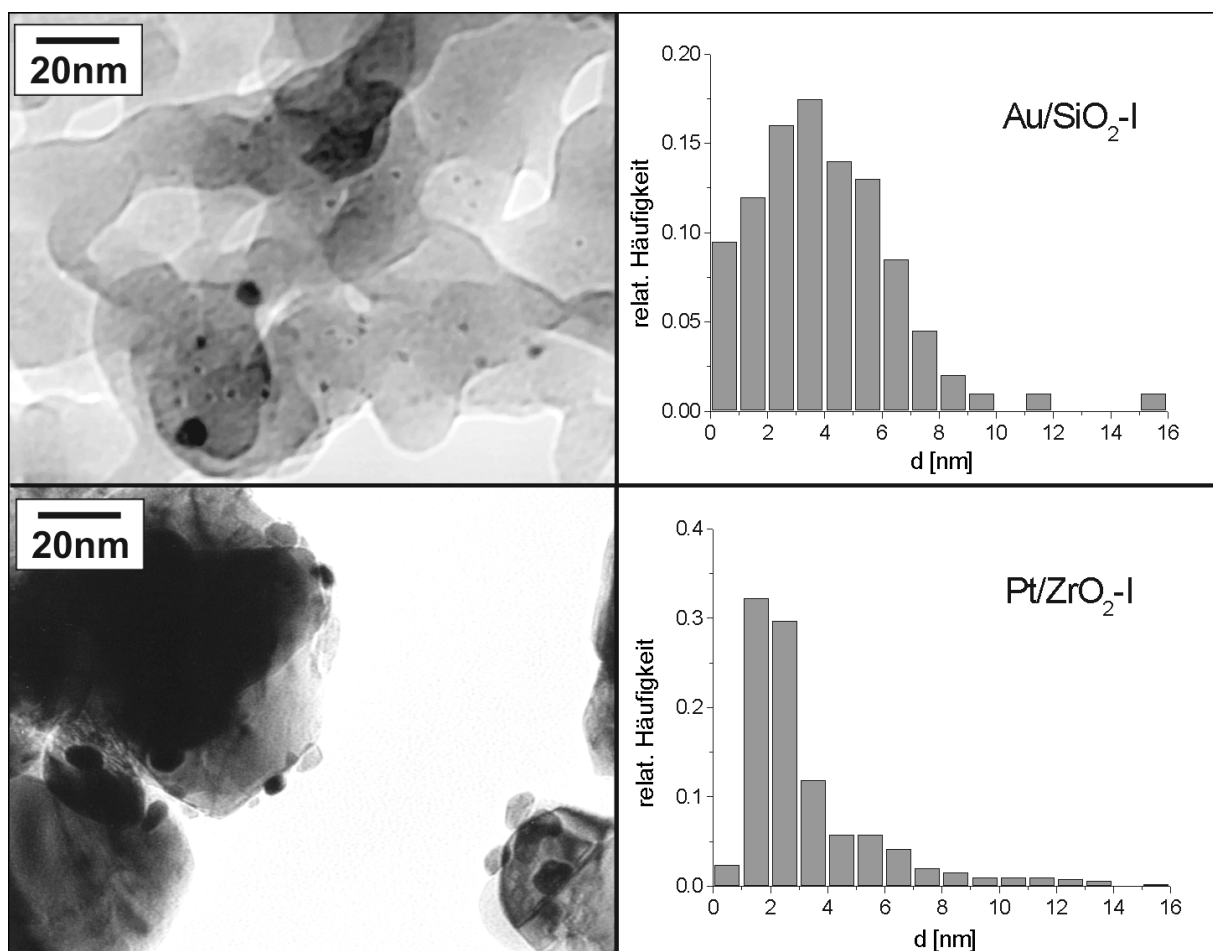 20nm
Au/SiO₂-I
relat. Häufigkeit
0.20
0.15
0.10
0.05
0.00
0 2 4 6 8 10 12 14 16
d [nm]
20nm
Pt/ZrO₂-I
relat. Häufigkeit
0.4
0.3
0.2
0.1
0.0
0 2 4 6 8 10 12 14 16
d [nm]